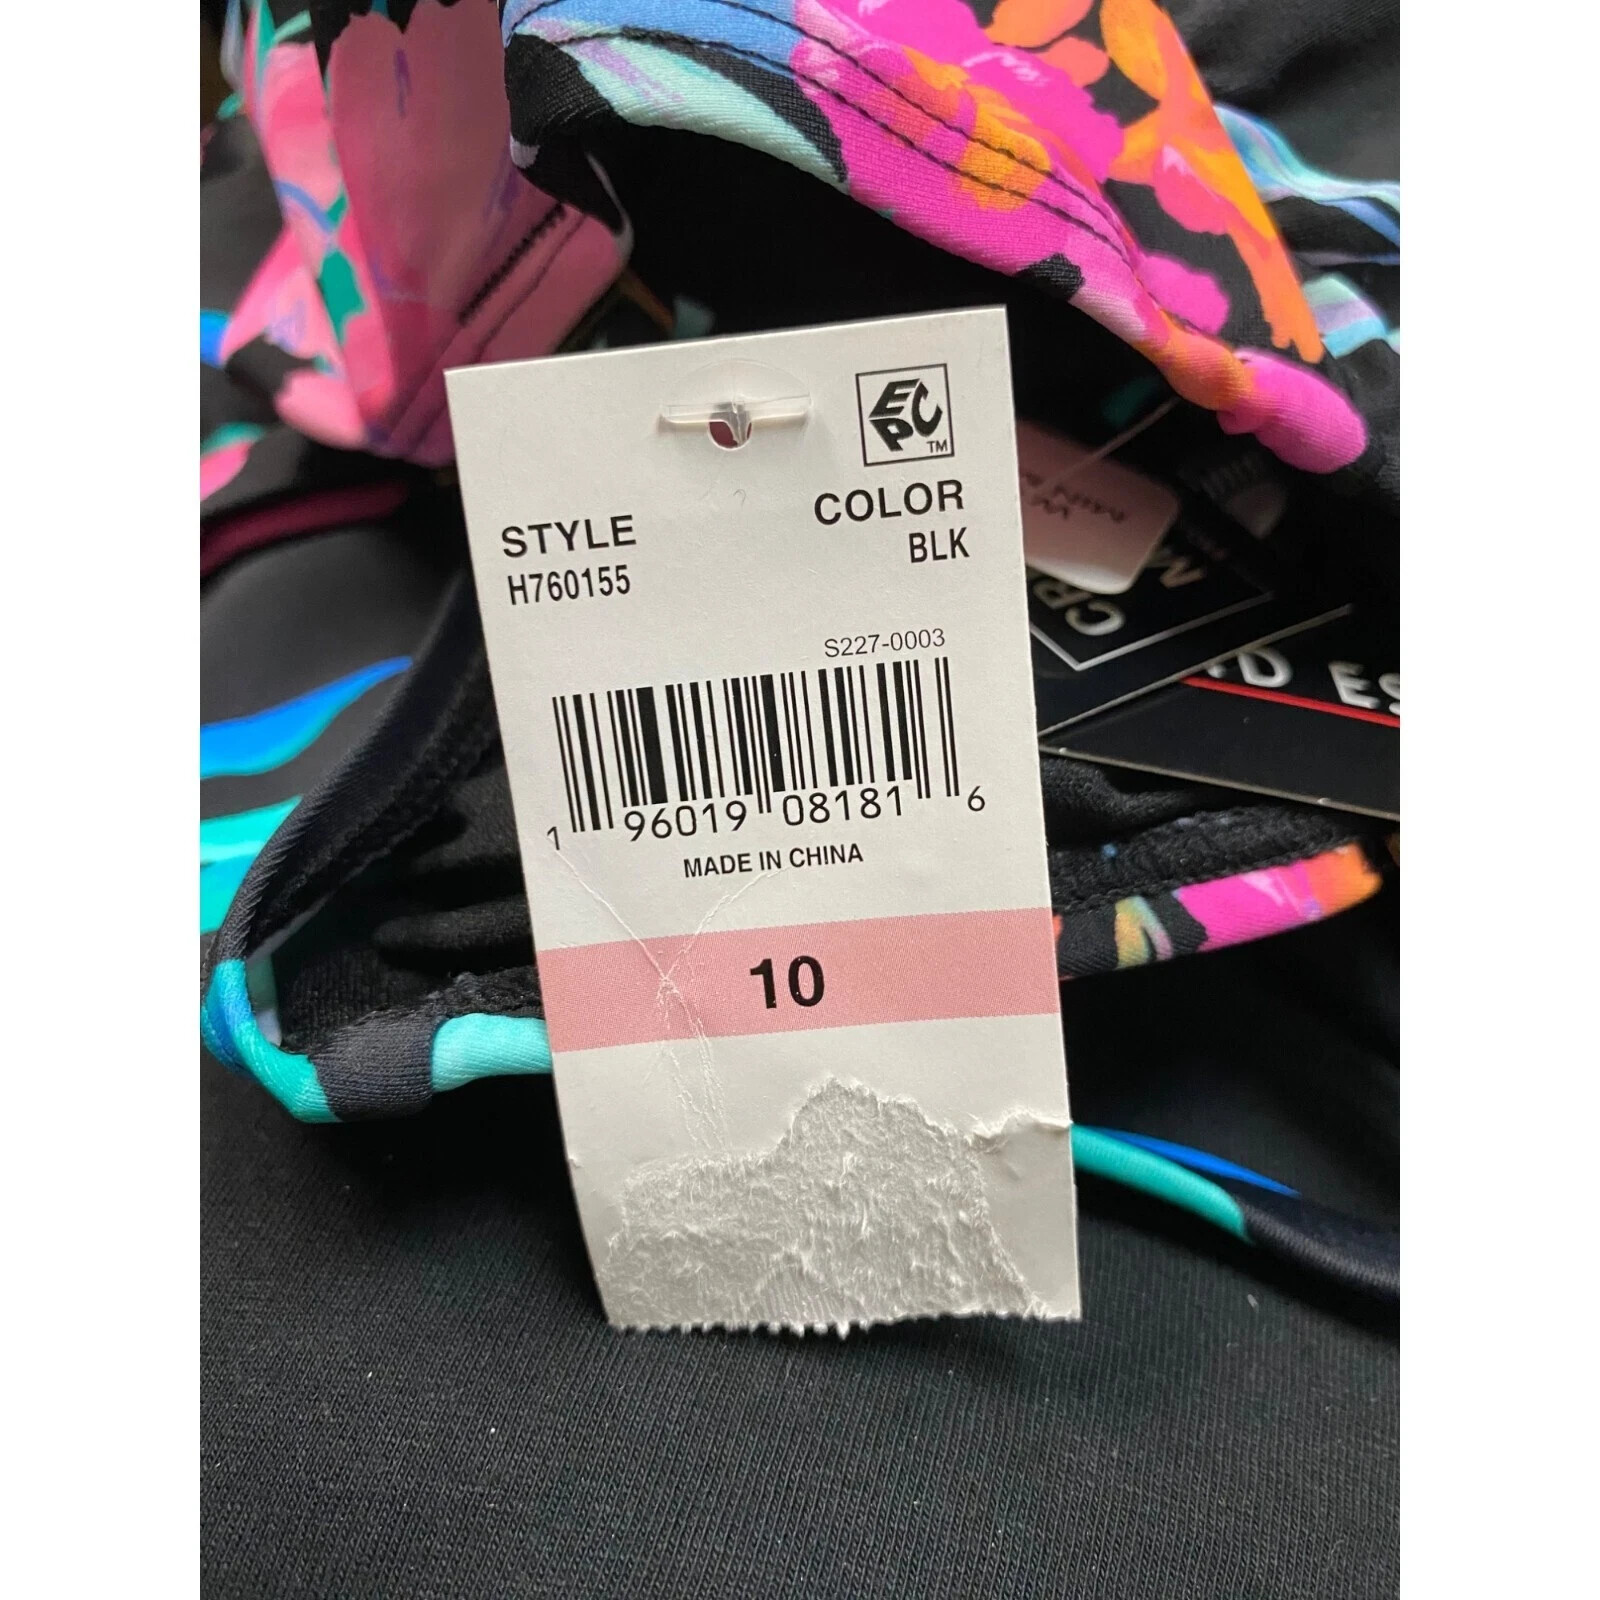 EPC
TM
STYLE
COLOR
H760155
BLK
S227-0003
1 96019 08181 6
MADE IN CHINA
10